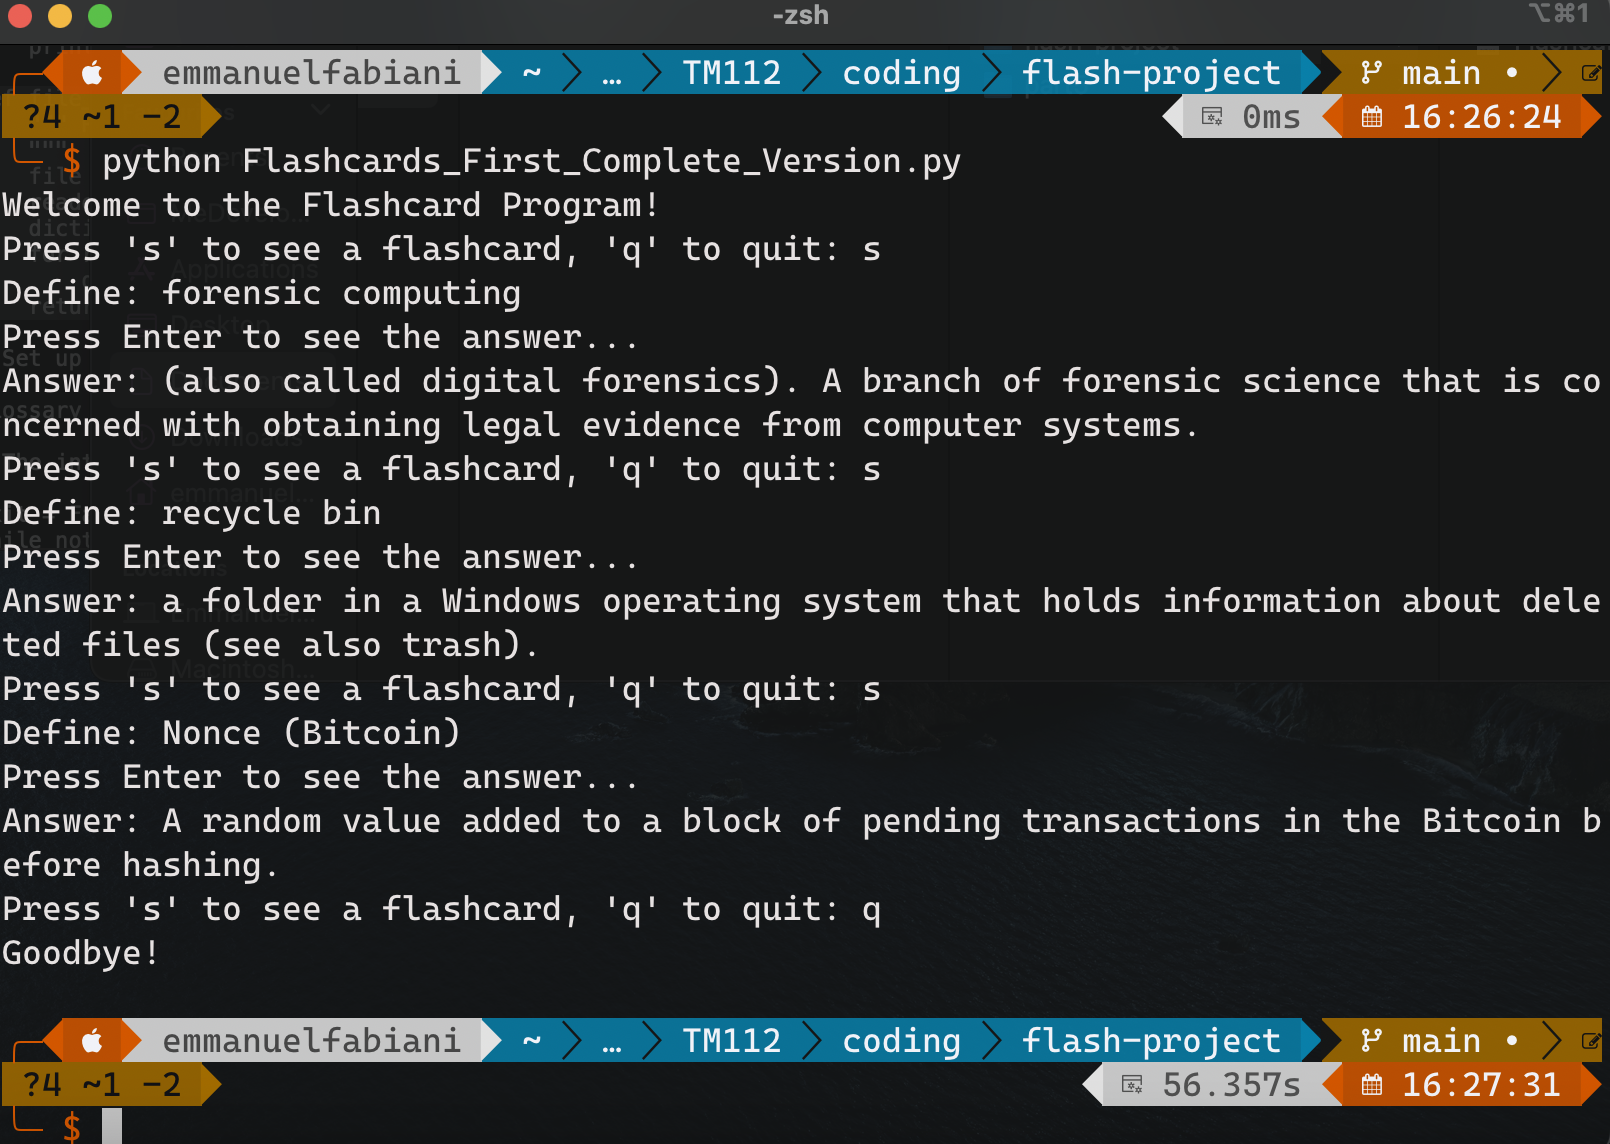 -zsh ⌥⌘1
emmanuelfabiani ~ … TM112 coding flash-project main •
?4 ~1 -2 0ms 16:26:24
$ python Flashcards_First_Complete_Version.py
Welcome to the Flashcard Program!
Press 's' to see a flashcard, 'q' to quit: s
Define: forensic computing
Press Enter to see the answer...
Answer: (also called digital forensics). A branch of forensic science that is co
ncerned with obtaining legal evidence from computer systems.
Press 's' to see a flashcard, 'q' to quit: s
Define: recycle bin
Press Enter to see the answer...
Answer: a folder in a Windows operating system that holds information about dele
ted files (see also trash).
Press 's' to see a flashcard, 'q' to quit: s
Define: Nonce (Bitcoin)
Press Enter to see the answer...
Answer: A random value added to a block of pending transactions in the Bitcoin b
efore hashing.
Press 's' to see a flashcard, 'q' to quit: q
Goodbye!
emmanuelfabiani ~ … TM112 coding flash-project main •
?4 ~1 -2 56.357s 16:27:31
$